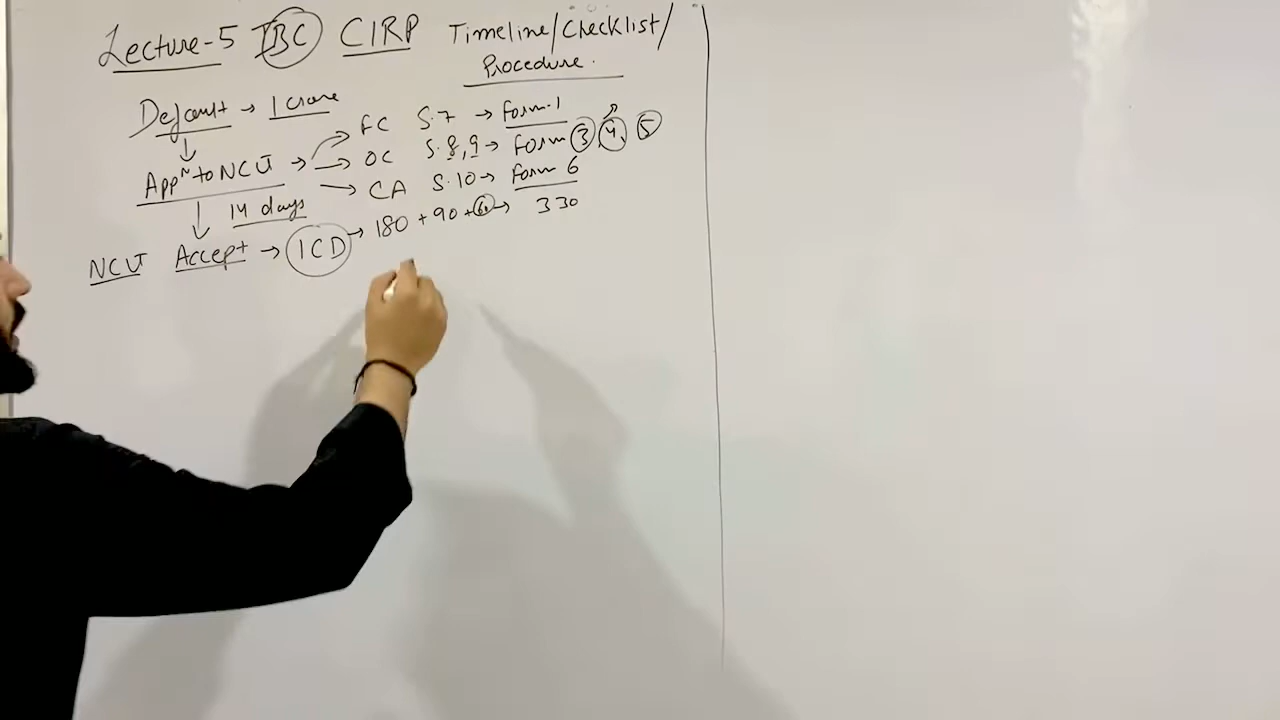 Lecture-5 IBC CIRP Timeline/Checklist/
Procedure.
Default → 1 crore
↓
Appⁿ to NCLT → FC S.7 → Form-1
→ OC S.8,9 → Form 3, 4, 5
→ CA S.10 → Form 6
↓ 14 days
NCLT Accept → ICD → 180 + 90 + 60 → 330